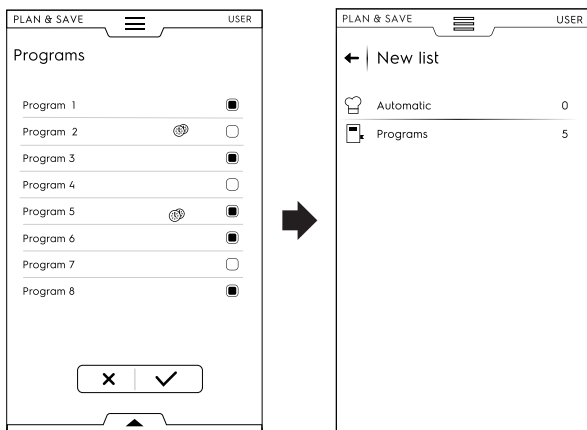 PLAN & SAVE USER
Programs
Program 1
Program 2
Program 3
Program 4
Program 5
Program 6
Program 7
Program 8
PLAN & SAVE USER
New list
Automatic 0
Programs 5